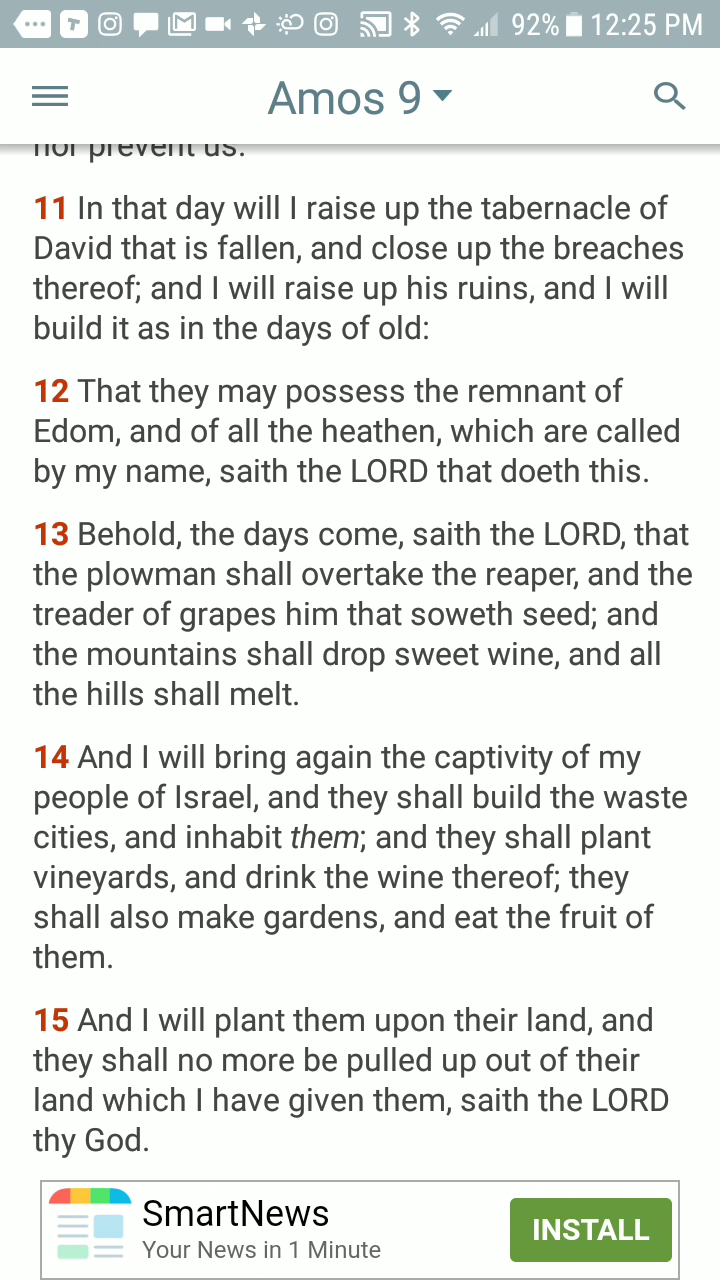 92% 12:25 PM
Amos 9
nor prevent us.
11 In that day will I raise up the tabernacle of
David that is fallen, and close up the breaches
thereof; and I will raise up his ruins, and I will
build it as in the days of old:
12 That they may possess the remnant of
Edom, and of all the heathen, which are called
by my name, saith the LORD that doeth this.
13 Behold, the days come, saith the LORD, that
the plowman shall overtake the reaper, and the
treader of grapes him that soweth seed; and
the mountains shall drop sweet wine, and all
the hills shall melt.
14 And I will bring again the captivity of my
people of Israel, and they shall build the waste
cities, and inhabit them; and they shall plant
vineyards, and drink the wine thereof; they
shall also make gardens, and eat the fruit of
them.
15 And I will plant them upon their land, and
they shall no more be pulled up out of their
land which I have given them, saith the LORD
thy God.
SmartNews
Your News in 1 Minute
INSTALL